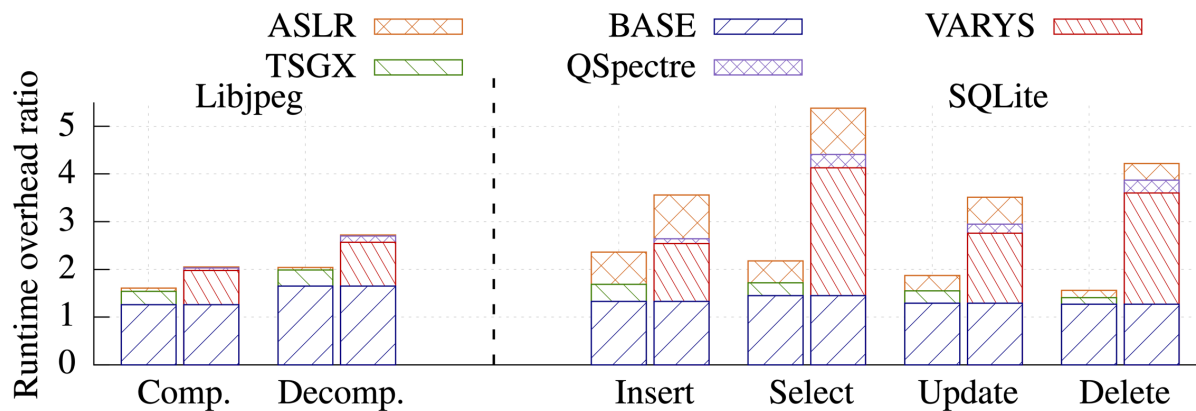 ASLR BASE VARYS
TSGX QSpectre
Libjpeg SQLite
Runtime overhead ratio
5
4
3
2
1
0
Comp. Decomp. Insert Select Update Delete